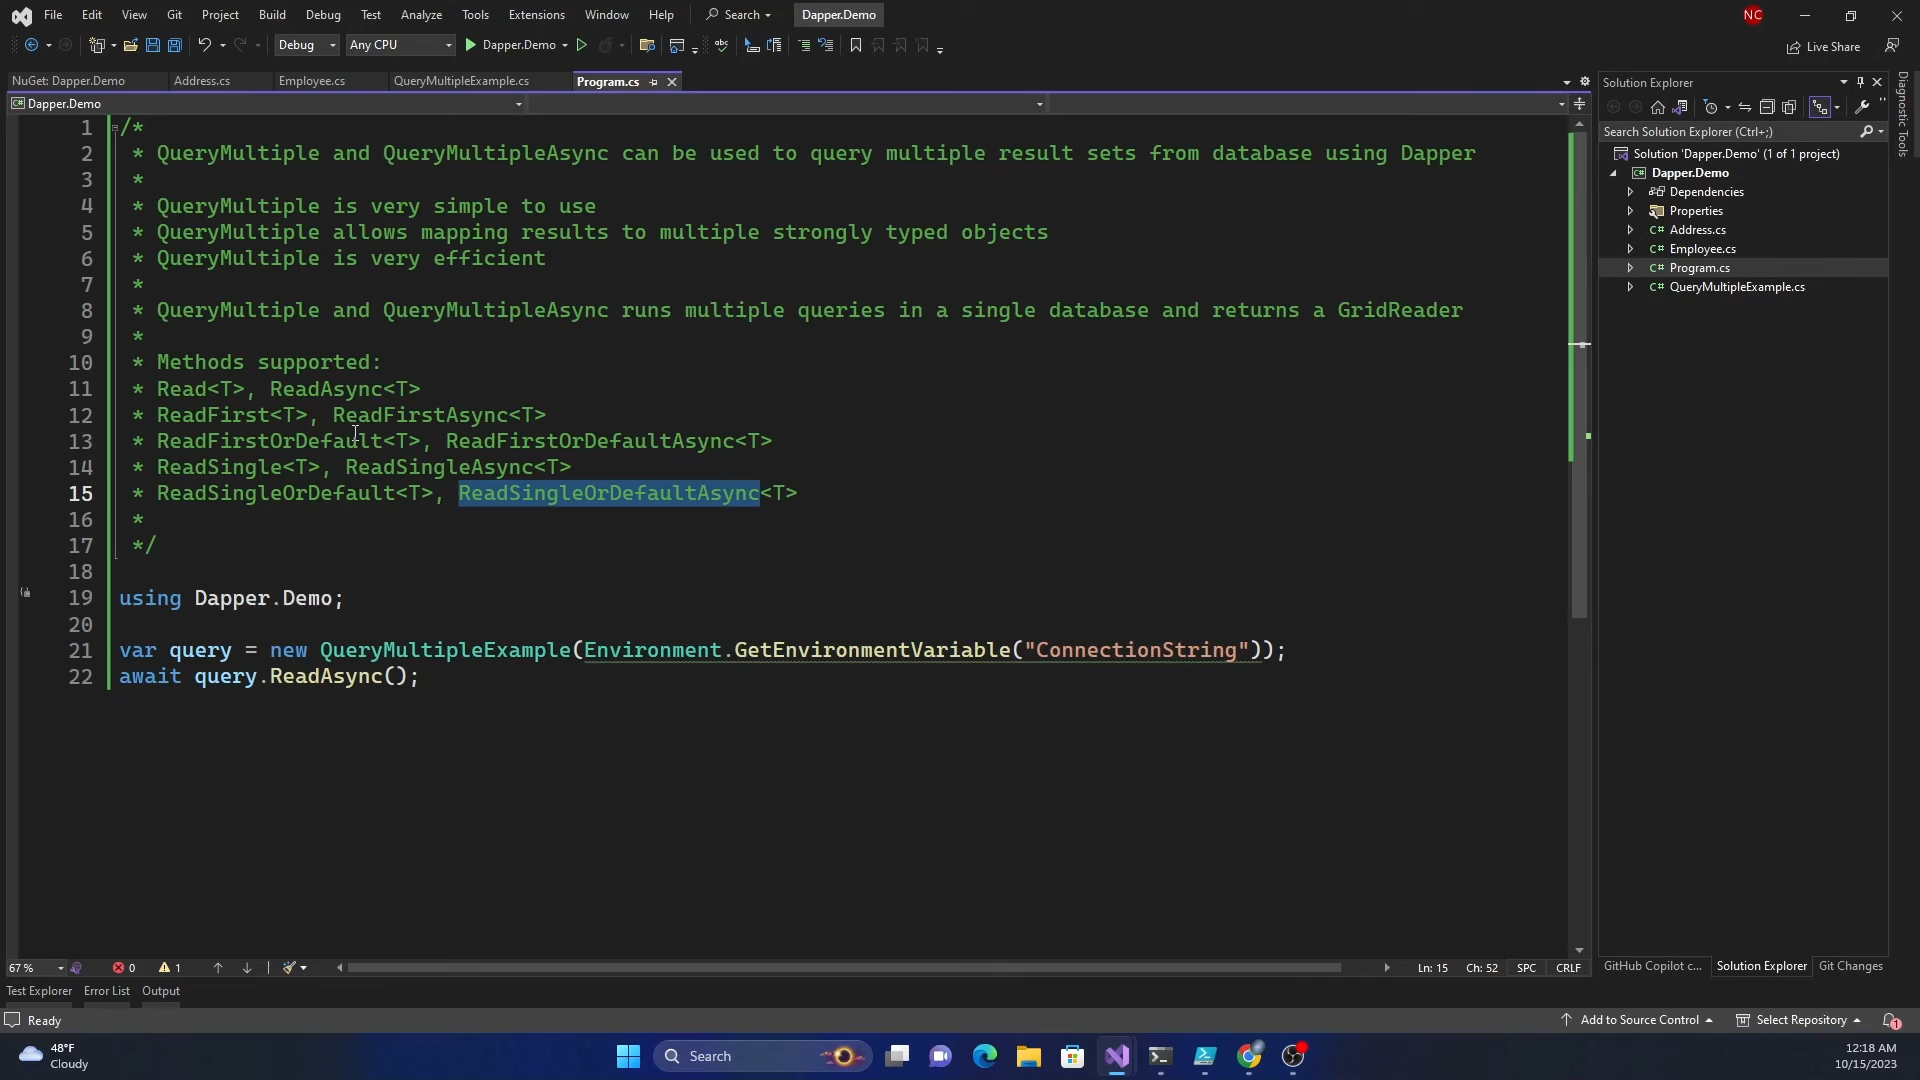 File Edit View Git Project Build Debug Test Analyze Tools Extensions Window Help Search Dapper.Demo NC
Debug Any CPU Dapper.Demo Live Share
NuGet: Dapper.Demo Address.cs Employee.cs QueryMultipleExample.cs Program.cs
Dapper.Demo
1 /*
2 * QueryMultiple and QueryMultipleAsync can be used to query multiple result sets from database using Dapper
3 *
4 * QueryMultiple is very simple to use
5 * QueryMultiple allows mapping results to multiple strongly typed objects
6 * QueryMultiple is very efficient
7 *
8 * QueryMultiple and QueryMultipleAsync runs multiple queries in a single database and returns a GridReader
9 *
10 * Methods supported:
11 * Read<T>, ReadAsync<T>
12 * ReadFirst<T>, ReadFirstAsync<T>
13 * ReadFirstOrDefault<T>, ReadFirstOrDefaultAsync<T>
14 * ReadSingle<T>, ReadSingleAsync<T>
15 * ReadSingleOrDefault<T>, ReadSingleOrDefaultAsync<T>
16 *
17 */
18
19 using Dapper.Demo;
20
21 var query = new QueryMultipleExample(Environment.GetEnvironmentVariable("ConnectionString"));
22 await query.ReadAsync();
Solution Explorer
Search Solution Explorer (Ctrl+;)
Solution 'Dapper.Demo' (1 of 1 project)
C# Dapper.Demo
Dependencies
Properties
C# Address.cs
C# Employee.cs
C# Program.cs
C# QueryMultipleExample.cs
Diagnostic Tools
67 % 0 1 Ln: 15 Ch: 52 SPC CRLF
GitHub Copilot c... Solution Explorer Git Changes
Test Explorer Error List Output
Ready Add to Source Control Select Repository 1
48°F
Cloudy
Search
12:18 AM
10/15/2023